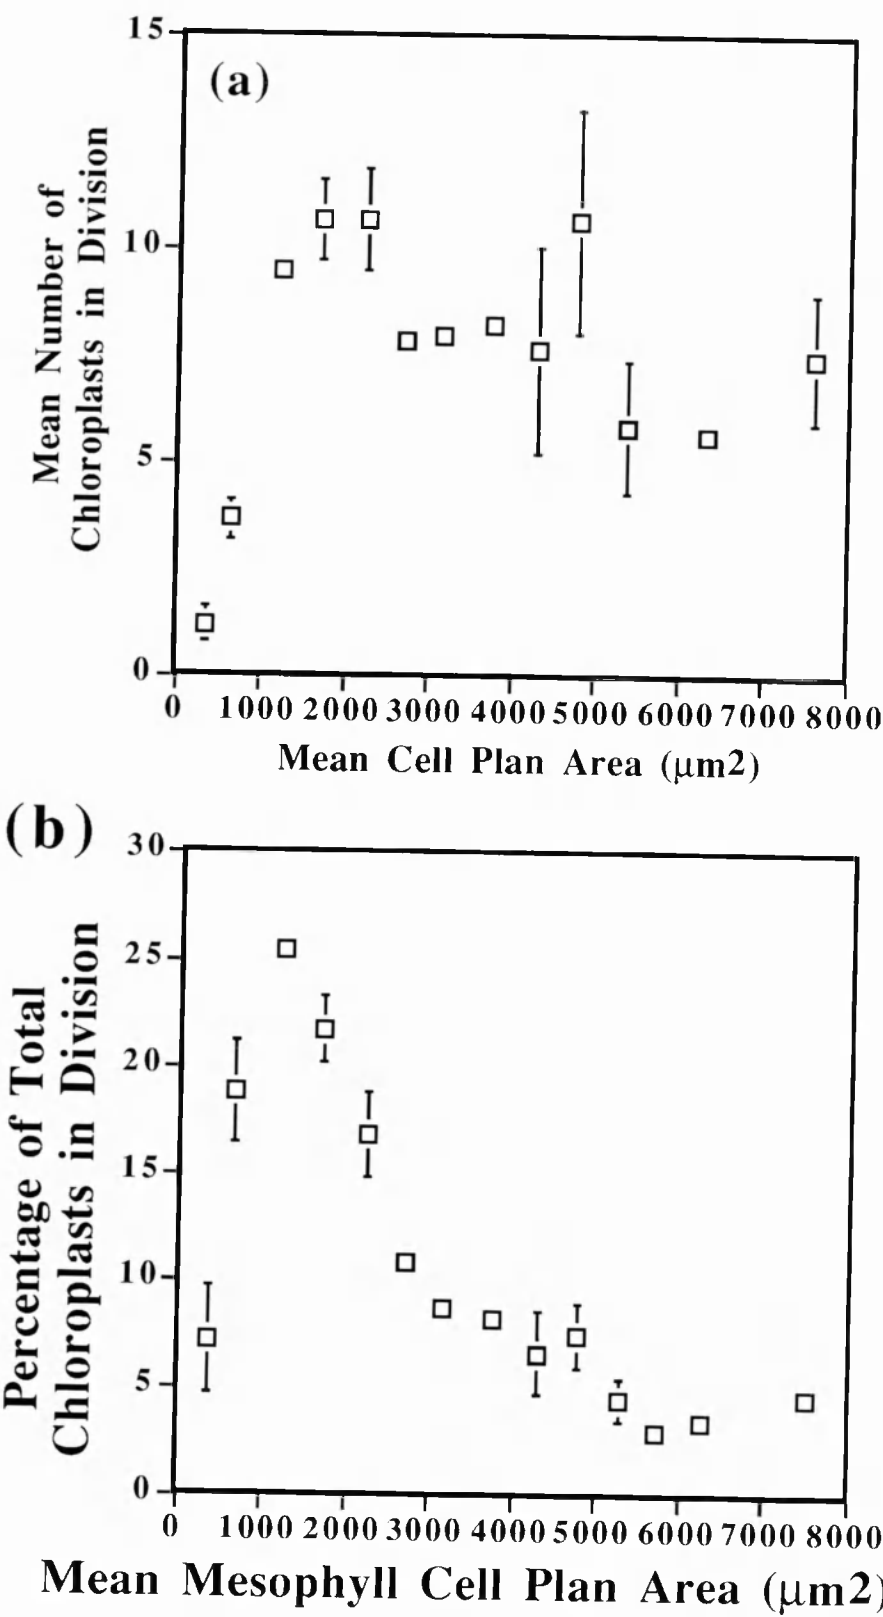 15
(a)
10
5
0
Mean Number of
Chloroplasts in Division
0 1000 2000 3000 4000 5000 6000 7000 8000
Mean Cell Plan Area (μm2)
(b)
30
25
20
15
10
5
0
Percentage of Total
Chloroplasts in Division
0 1000 2000 3000 4000 5000 6000 7000 8000
Mean Mesophyll Cell Plan Area (μm2)